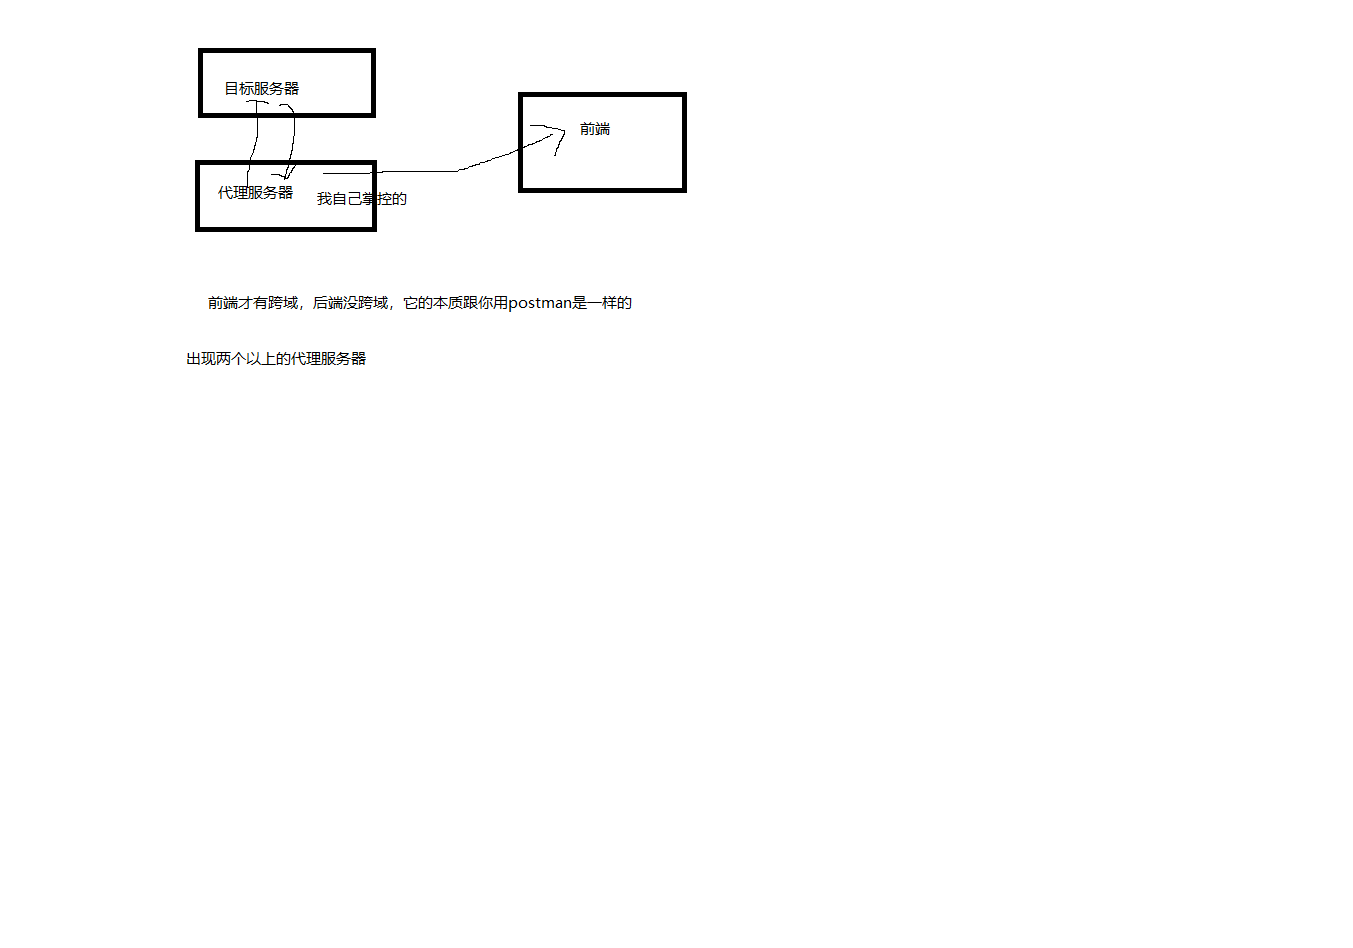 目标服务器
前端
代理服务器
我自己掌控的
前端才有跨域，后端没跨域，它的本质跟你用postman是一样的
出现两个以上的代理服务器